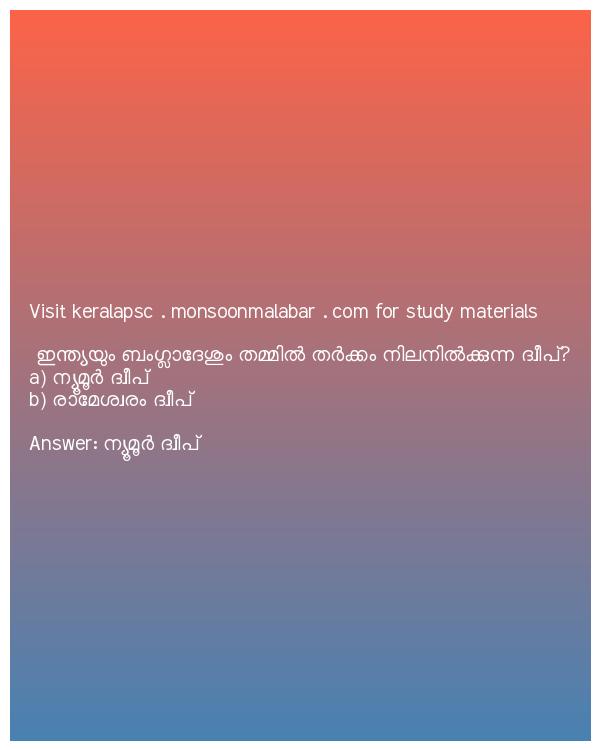 Visit keralapsc . monsoonmalabar . com for study materials
ഇന്ത്യയും ബംഗ്ലാദേശും തമ്മിൽ തർക്കം നിലനിൽക്കുന്ന ദ്വീപ്?
a) ന്യൂമൂർ ദ്വീപ്
b) രാമേശ്വരം ദ്വീപ്
Answer: ന്യൂമൂർ ദ്വീപ്